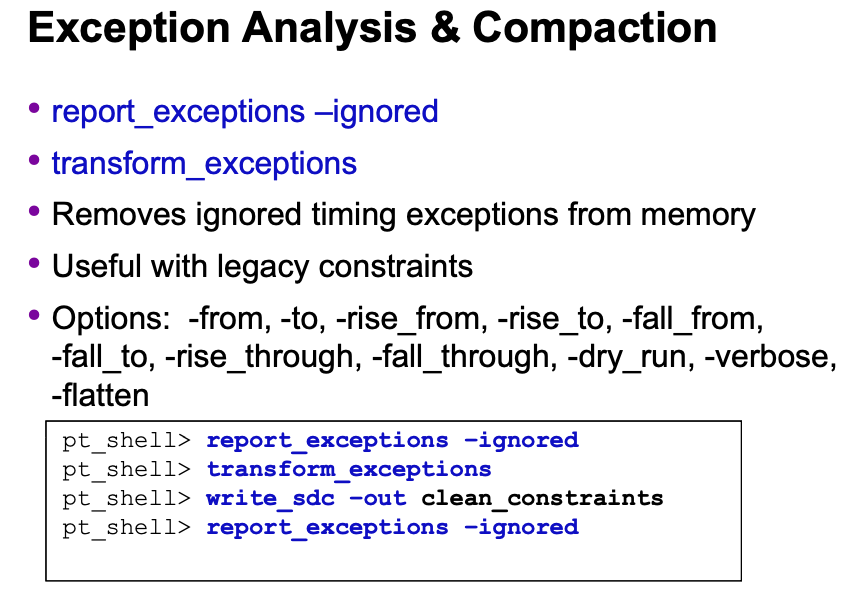 Exception Analysis & Compaction
• report_exceptions –ignored
• transform_exceptions
• Removes ignored timing exceptions from memory
• Useful with legacy constraints
• Options:  -from, -to, -rise_from, -rise_to, -fall_from,
-fall_to, -rise_through, -fall_through, -dry_run, -verbose,
-flatten
pt_shell> report_exceptions –ignored
pt_shell> transform_exceptions
pt_shell> write_sdc –out clean_constraints
pt_shell> report_exceptions –ignored